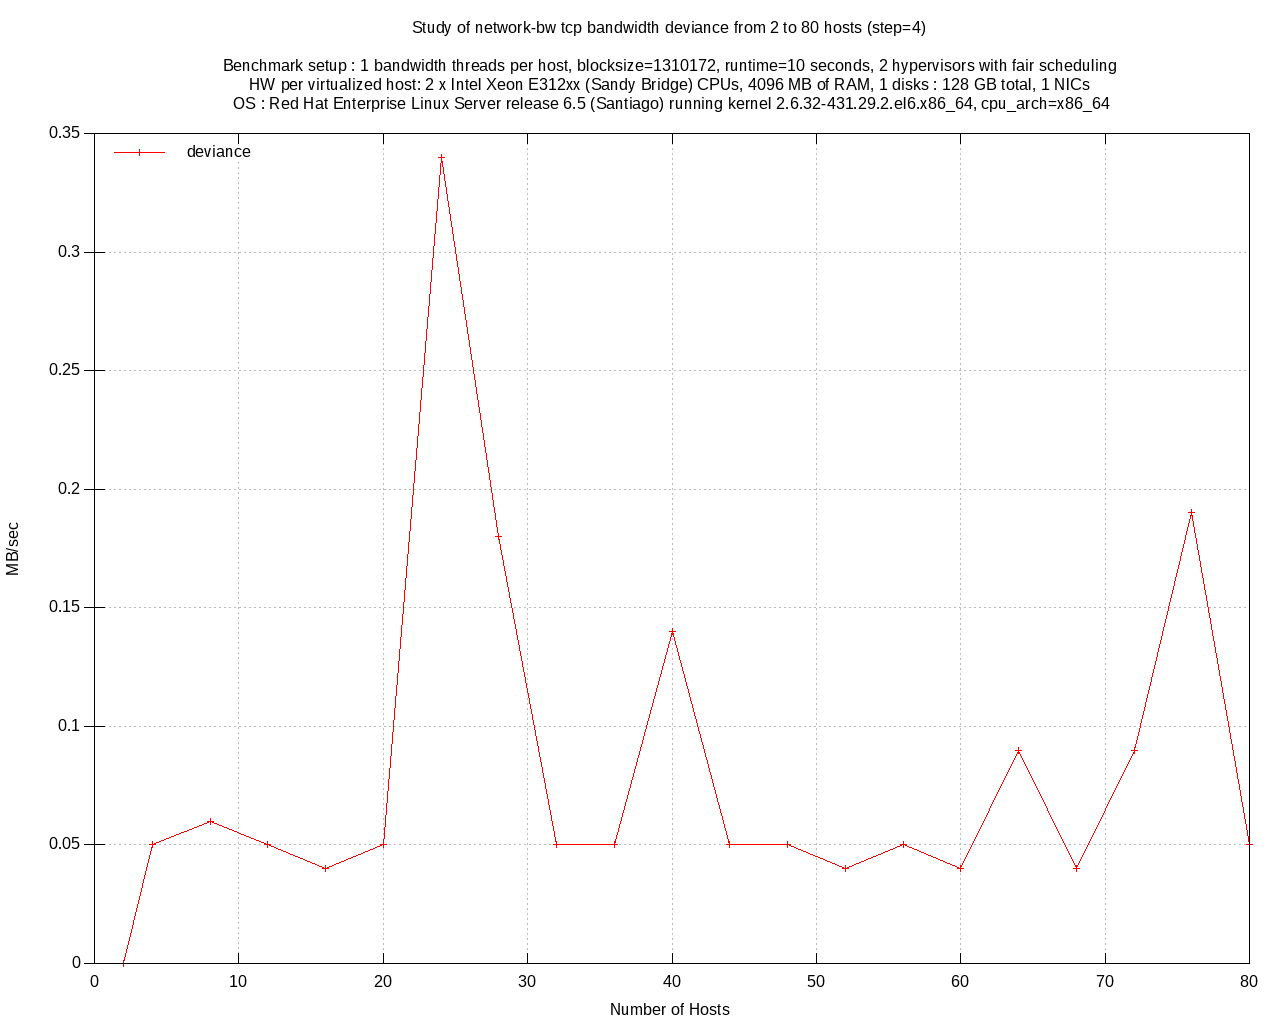 Study of network-bw tcp bandwidth deviance from 2 to 80 hosts (step=4)
Benchmark setup : 1 bandwidth threads per host, blocksize=1310172, runtime=10 seconds, 2 hypervisors with fair scheduling
HW per virtualized host: 2 x Intel Xeon E312xx (Sandy Bridge) CPUs, 4096 MB of RAM, 1 disks : 128 GB total, 1 NICs
OS : Red Hat Enterprise Linux Server release 6.5 (Santiago) running kernel 2.6.32-431.29.2.el6.x86_64, cpu_arch=x86_64
deviance
0.35
0.3
0.25
0.2
0.15
0.1
0.05
0
MB/sec
0 10 20 30 40 50 60 70 80
Number of Hosts